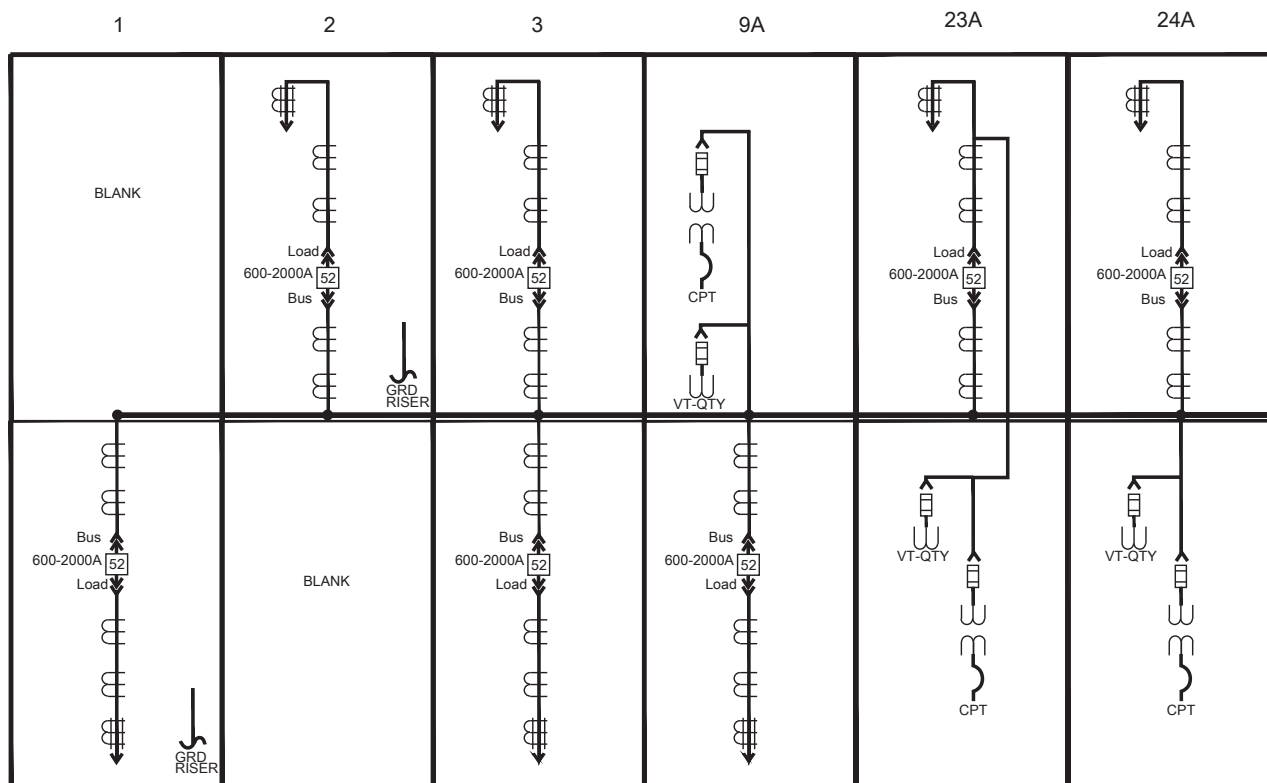 1
2
3
9A
23A
24A
BLANK
Load
600-2000A 52
Bus
GRD
RISER
Load
600-2000A 52
Bus
CPT
VT-QTY
Load
600-2000A 52
Bus
Load
600-2000A 52
Bus
Bus
600-2000A 52
Load
GRD
RISER
BLANK
Bus
600-2000A 52
Load
Bus
600-2000A 52
Load
VT-QTY
CPT
VT-QTY
CPT